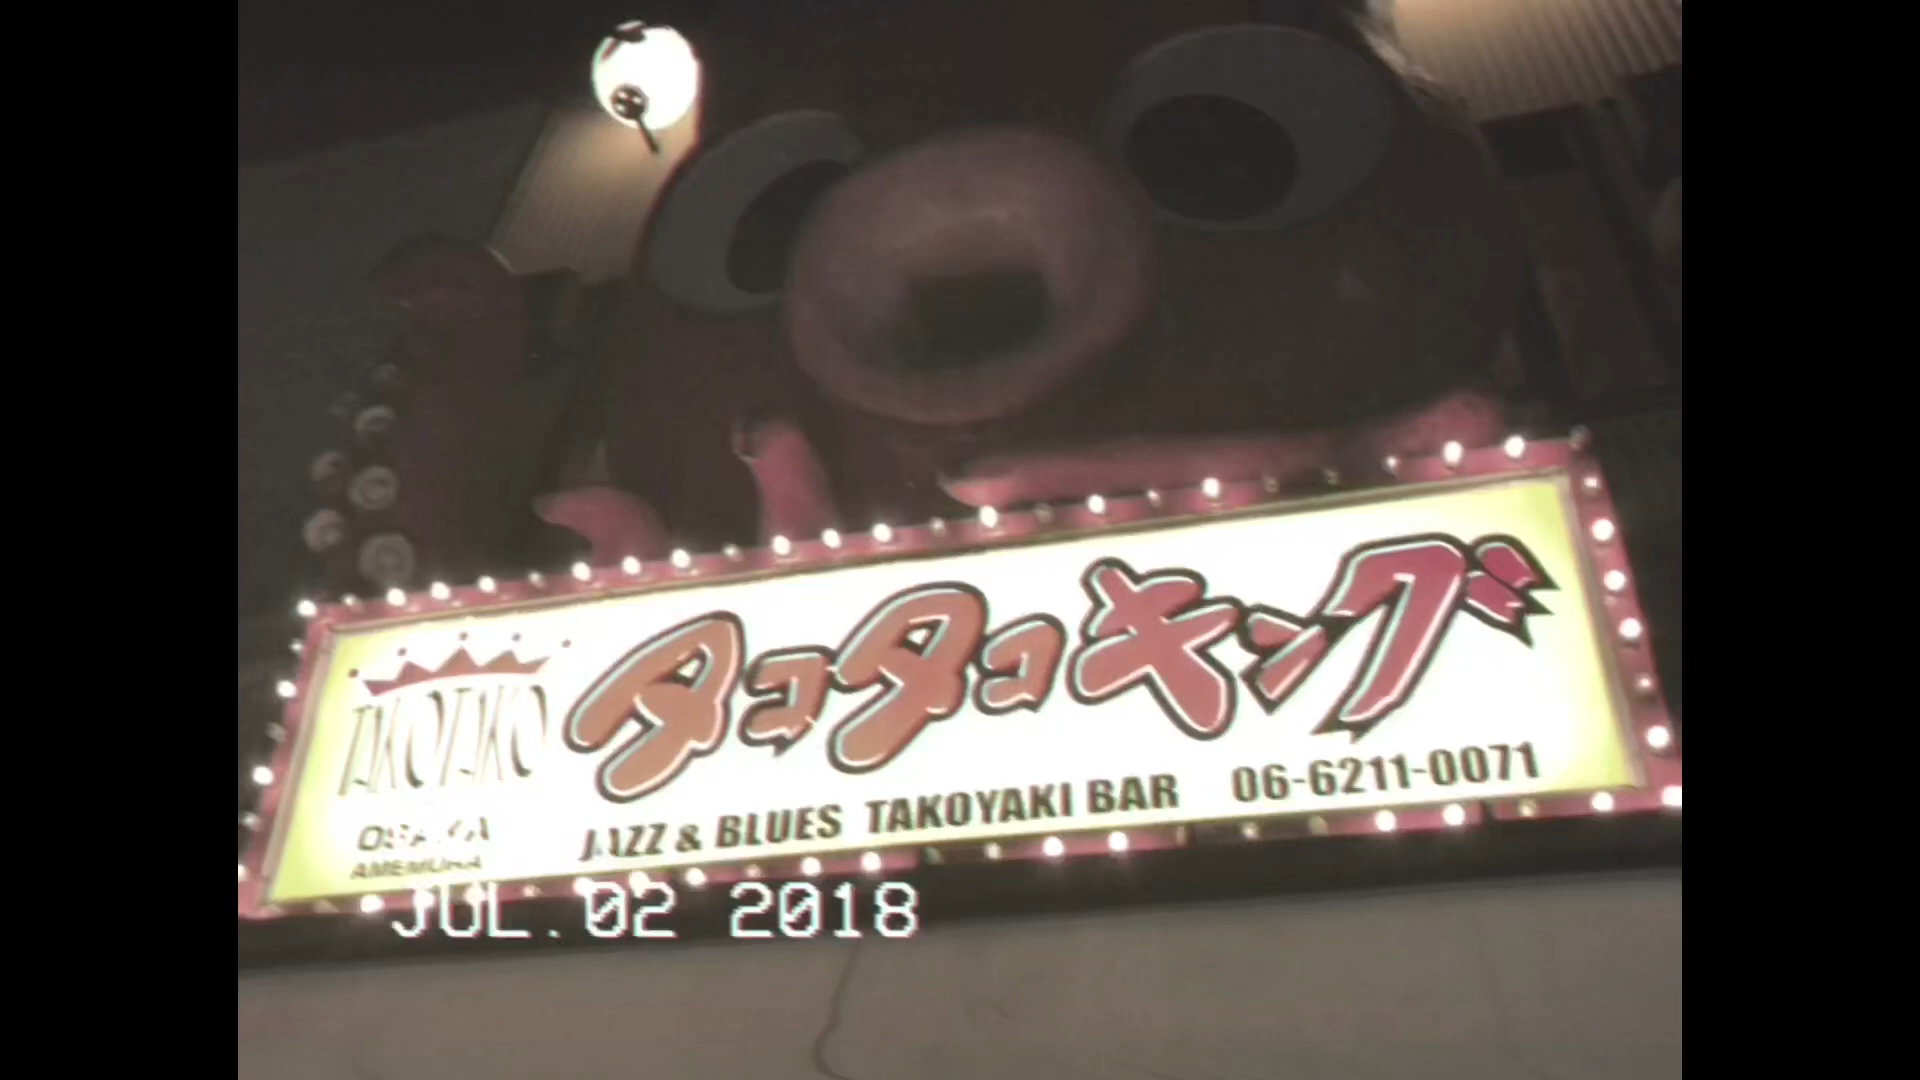 タコタコキング
TAKOTAKO
OSAKA
AMEMURA
JAZZ & BLUES TAKOYAKI BAR 06-6211-0071
JUL. 02 2018